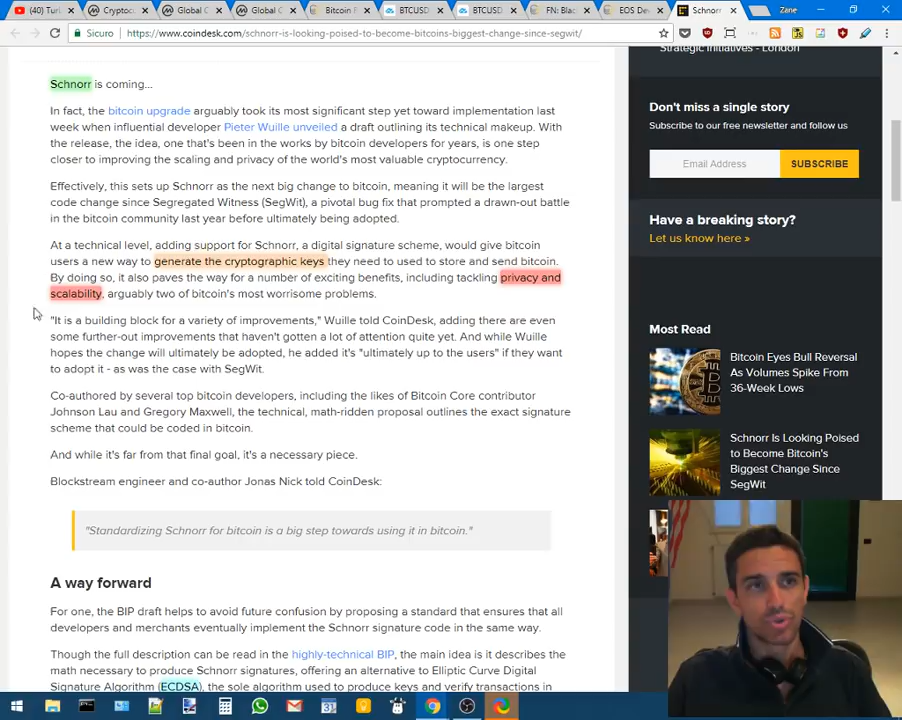 (40) Tur
Cryptoc
Global C
Global C
Bitcoin P
BTCUSD
BTCUSD
FN: Blac
EOS Dev
Schnorr
Zane
Sicuro
https://www.coindesk.com/schnorr-is-looking-poised-to-become-bitcoins-biggest-change-since-segwit/
Schnorr is coming...
In fact, the bitcoin upgrade arguably took its most significant step yet toward implementation last
week when influential developer Pieter Wuille unveiled a draft outlining its technical makeup. With
the release, the idea, one that's been in the works by bitcoin developers for years, is one step
closer to improving the scaling and privacy of the world's most valuable cryptocurrency.
Effectively, this sets up Schnorr as the next big change to bitcoin, meaning it will be the largest
code change since Segregated Witness (SegWit), a pivotal bug fix that prompted a drawn-out battle
in the bitcoin community last year before ultimately being adopted.
At a technical level, adding support for Schnorr, a digital signature scheme, would give bitcoin
users a new way to generate the cryptographic keys they need to used to store and send bitcoin.
By doing so, it also paves the way for a number of exciting benefits, including tackling privacy and
scalability, arguably two of bitcoin's most worrisome problems.
"It is a building block for a variety of improvements," Wuille told CoinDesk, adding there are even
some further-out improvements that haven't gotten a lot of attention quite yet. And while Wuille
hopes the change will ultimately be adopted, he added it's "ultimately up to the users" if they want
to adopt it - as was the case with SegWit.
Co-authored by several top bitcoin developers, including the likes of Bitcoin Core contributor
Johnson Lau and Gregory Maxwell, the technical, math-ridden proposal outlines the exact signature
scheme that could be coded in bitcoin.
And while it's far from that final goal, it's a necessary piece.
Blockstream engineer and co-author Jonas Nick told CoinDesk:
"Standardizing Schnorr for bitcoin is a big step towards using it in bitcoin."
A way forward
For one, the BIP draft helps to avoid future confusion by proposing a standard that ensures that all
developers and merchants eventually implement the Schnorr signature code in the same way.
Though the full description can be read in the highly-technical BIP, the main idea is it describes the
math necessary to produce Schnorr signatures, offering an alternative to Elliptic Curve Digital
Signature Algorithm (ECDSA), the sole algorithm used to produce keys and verify transactions in
Strategic Initiatives - London
Don't miss a single story
Subscribe to our free newsletter and follow us
Email Address
SUBSCRIBE
Have a breaking story?
Let us know here »
Most Read
Bitcoin Eyes Bull Reversal
As Volumes Spike From
36-Week Lows
Schnorr Is Looking Poised
to Become Bitcoin's
Biggest Change Since
SegWit